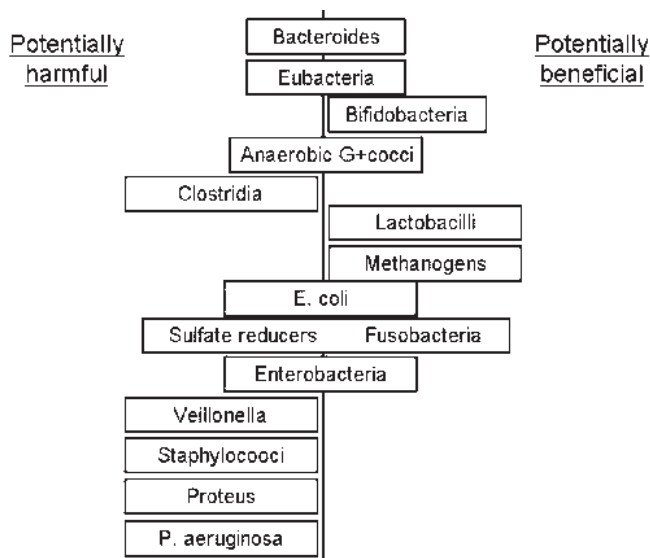 Potentially
harmful
Potentially
beneficial
Bacteroides
Eubacteria
Bifidobacteria
Anaerobic G+cocci
Clostridia
Lactobacilli
Methanogens
E. coli
Sulfate reducers Fusobacteria
Enterobacteria
Veillonella
Staphylocooci
Proteus
P. aeruginosa